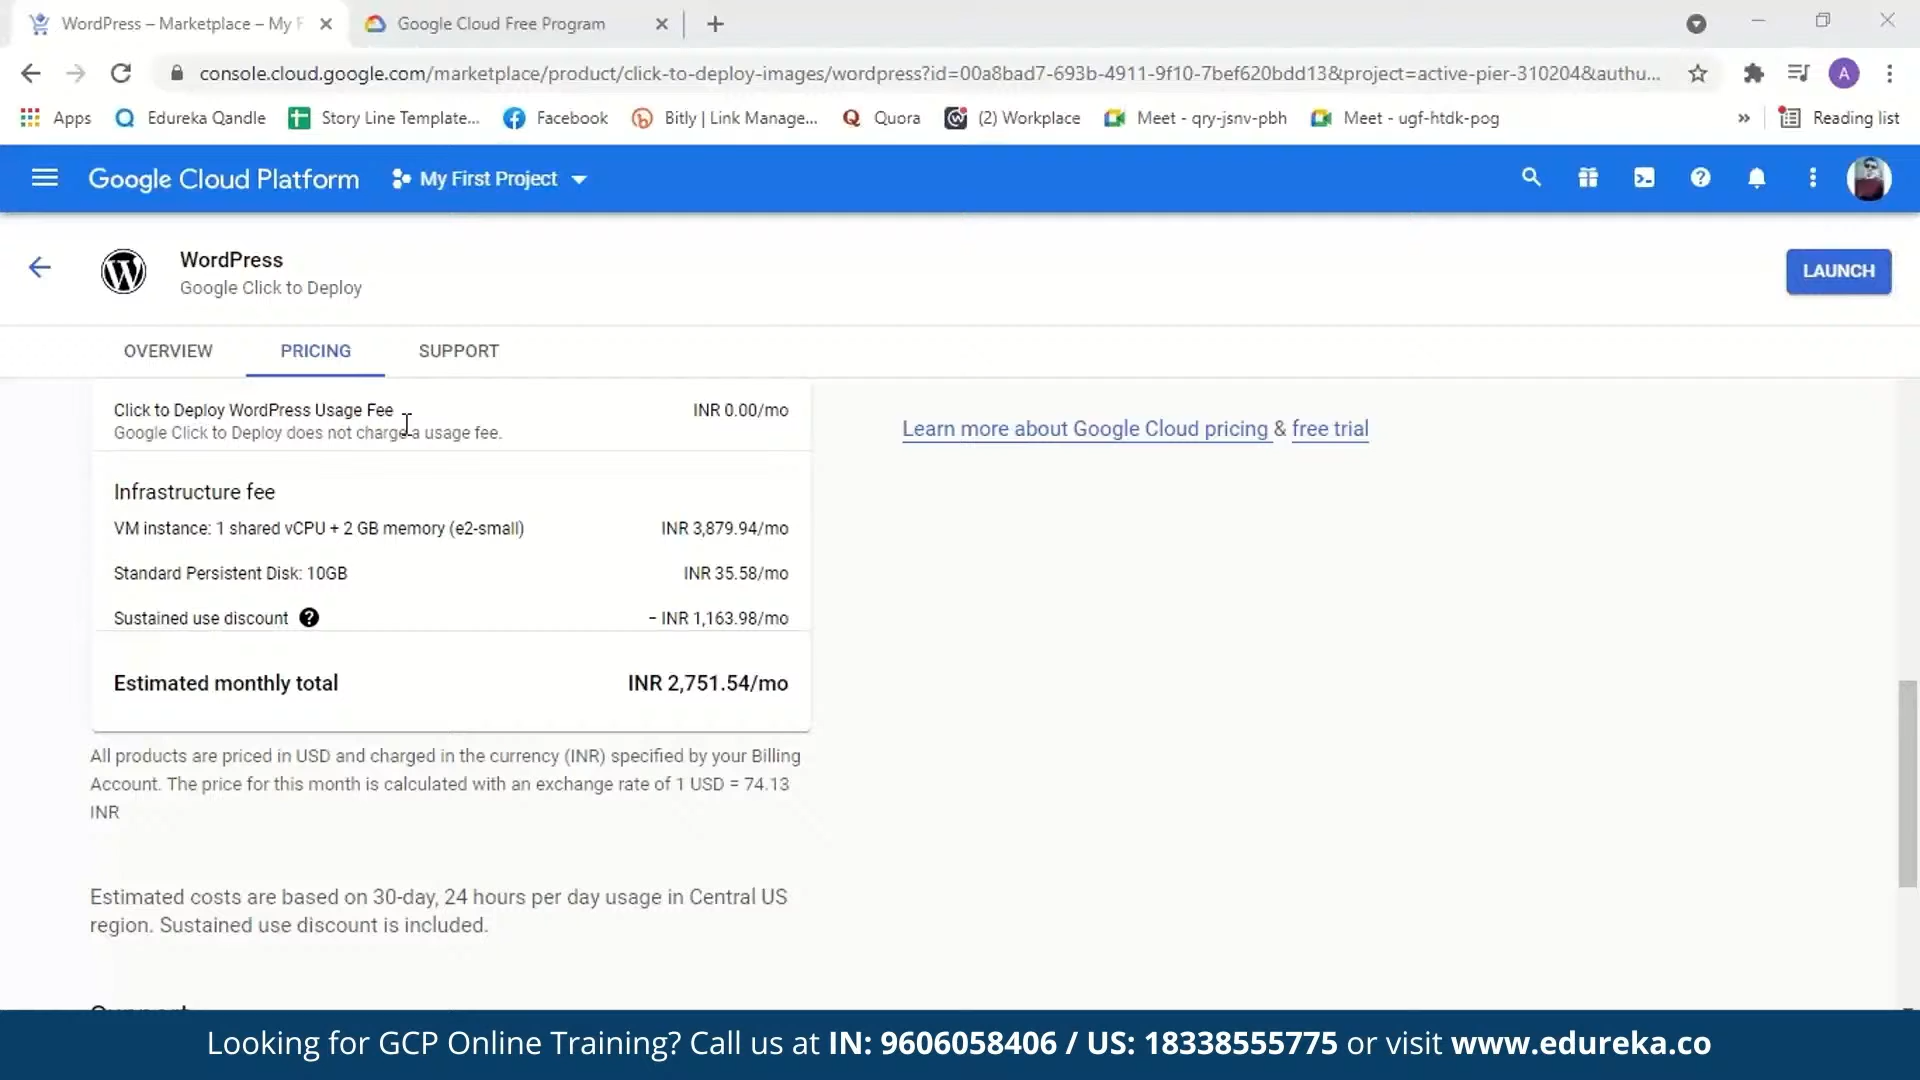 WordPress – Marketplace – My F
Google Cloud Free Program
console.cloud.google.com/marketplace/product/click-to-deploy-images/wordpress?id=00a8bad7-693b-4911-9f10-7bef620bdd13&project=active-pier-310204&authu...
A
Apps
Edureka Qandle
Story Line Template...
Facebook
Bitly | Link Manage...
Quora
(2) Workplace
Meet - qry-jsnv-pbh
Meet - ugf-htdk-pog
»
Reading list
Google Cloud Platform
My First Project
WordPress
Google Click to Deploy
LAUNCH
OVERVIEW
PRICING
SUPPORT
Click to Deploy WordPress Usage Fee INR 0.00/mo
Google Click to Deploy does not charge a usage fee.
Learn more about Google Cloud pricing & free trial
Infrastructure fee
VM instance: 1 shared vCPU + 2 GB memory (e2-small) INR 3,879.94/mo
Standard Persistent Disk: 10GB INR 35.58/mo
Sustained use discount ? − INR 1,163.98/mo
Estimated monthly total INR 2,751.54/mo
All products are priced in USD and charged in the currency (INR) specified by your Billing
Account. The price for this month is calculated with an exchange rate of 1 USD = 74.13
INR
Estimated costs are based on 30-day, 24 hours per day usage in Central US
region. Sustained use discount is included.
Looking for GCP Online Training? Call us at IN: 9606058406 / US: 18338555775 or visit www.edureka.co